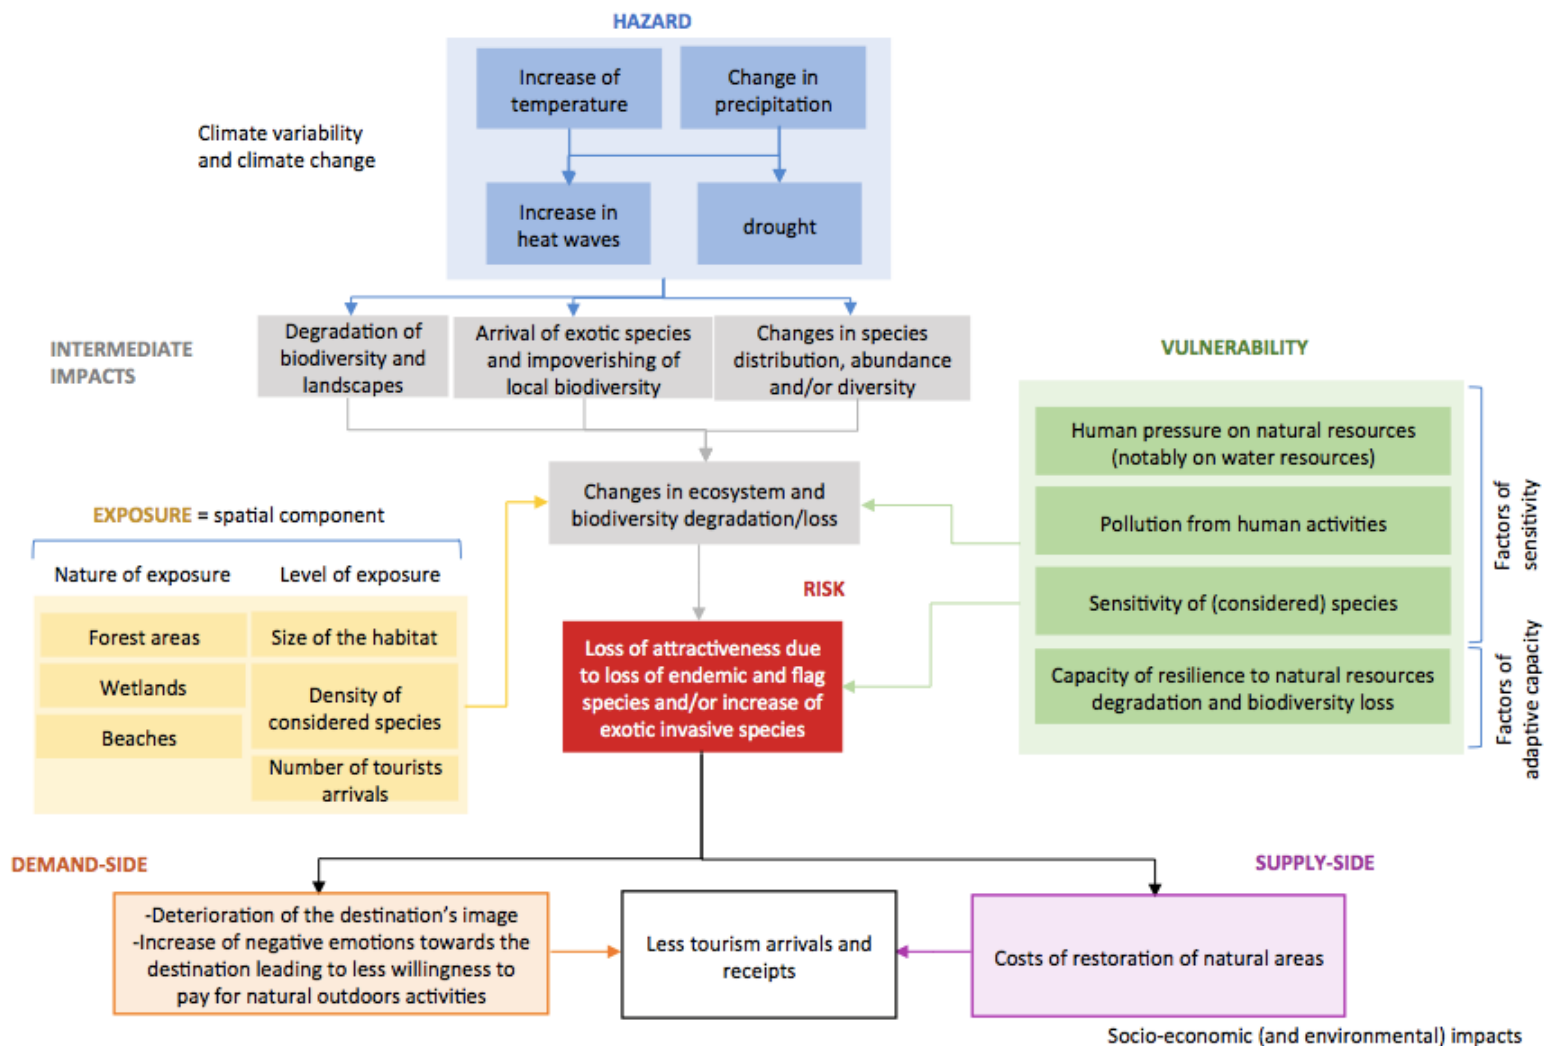 HAZARD
Increase of
temperature
Change in
precipitation
Climate variability
and climate change
Increase in
heat waves
drought
INTERMEDIATE
IMPACTS
Degradation of
biodiversity and
landscapes
Arrival of exotic species
and impoverishing of
local biodiversity
Changes in species
distribution, abundance
and/or diversity
VULNERABILITY
Human pressure on natural resources
(notably on water resources)
Pollution from human activities
Sensitivity of (considered) species
Capacity of resilience to natural resources
degradation and biodiversity loss
Factors of
sensitivity
Factors of
adaptive capacity
Changes in ecosystem and
biodiversity degradation/loss
EXPOSURE = spatial component
Nature of exposure
Level of exposure
Forest areas
Wetlands
Beaches
Size of the habitat
Density of
considered species
Number of tourists
arrivals
RISK
Loss of attractiveness due
to loss of endemic and flag
species and/or increase of
exotic invasive species
DEMAND-SIDE
SUPPLY-SIDE
-Deterioration of the destination’s image
-Increase of negative emotions towards the
destination leading to less willingness to
pay for natural outdoors activities
Less tourism arrivals and
receipts
Costs of restoration of natural areas
Socio-economic (and environmental) impacts